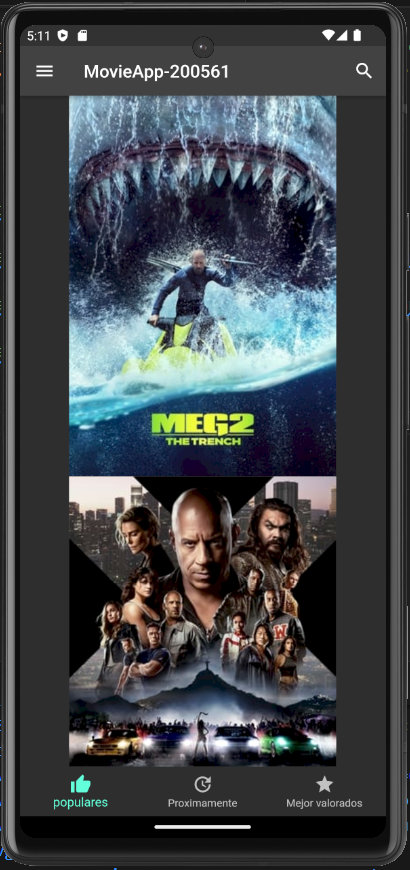 5:11
MovieApp-200561
MEG2
THE TRENCH
populares
Proximamente
Mejor valorados